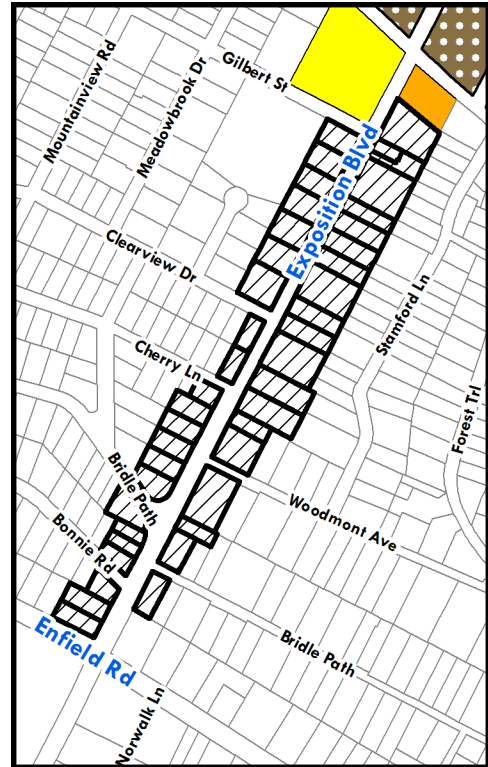 Mountainview Rd
Meadowbrook Dr
Gilbert St
Exposition Blvd
Clearview Dr
Stamford Ln
Cherry Ln
Forest Trl
Bridle Path
Woodmont Ave
Bonnie Rd
Enfield Rd
Bridle Path
Norwalk Ln